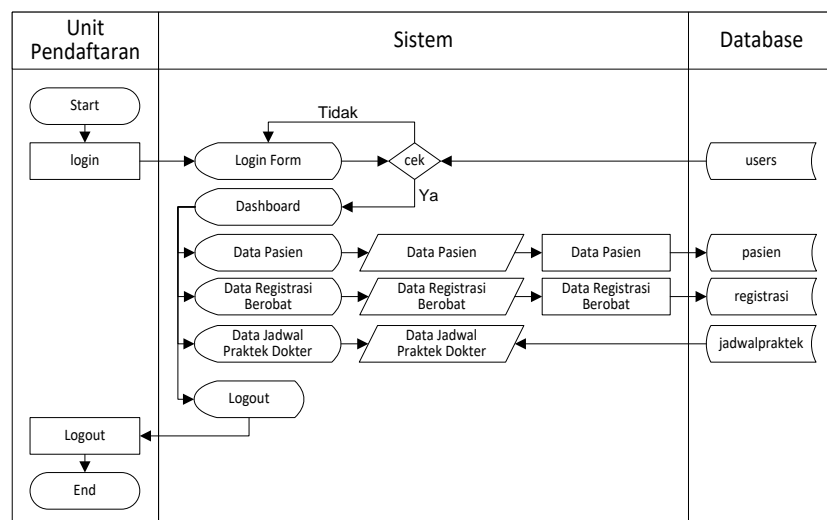 Unit
Pendaftaran
Sistem
Database
Start
Tidak
login
Login Form
cek
users
Ya
Dashboard
Data Pasien
Data Pasien
Data Pasien
pasien
Data Registrasi
Berobat
Data Registrasi
Berobat
Data Registrasi
Berobat
registrasi
Data Jadwal
Praktek Dokter
Data Jadwal
Praktek Dokter
jadwalpraktek
Logout
Logout
End